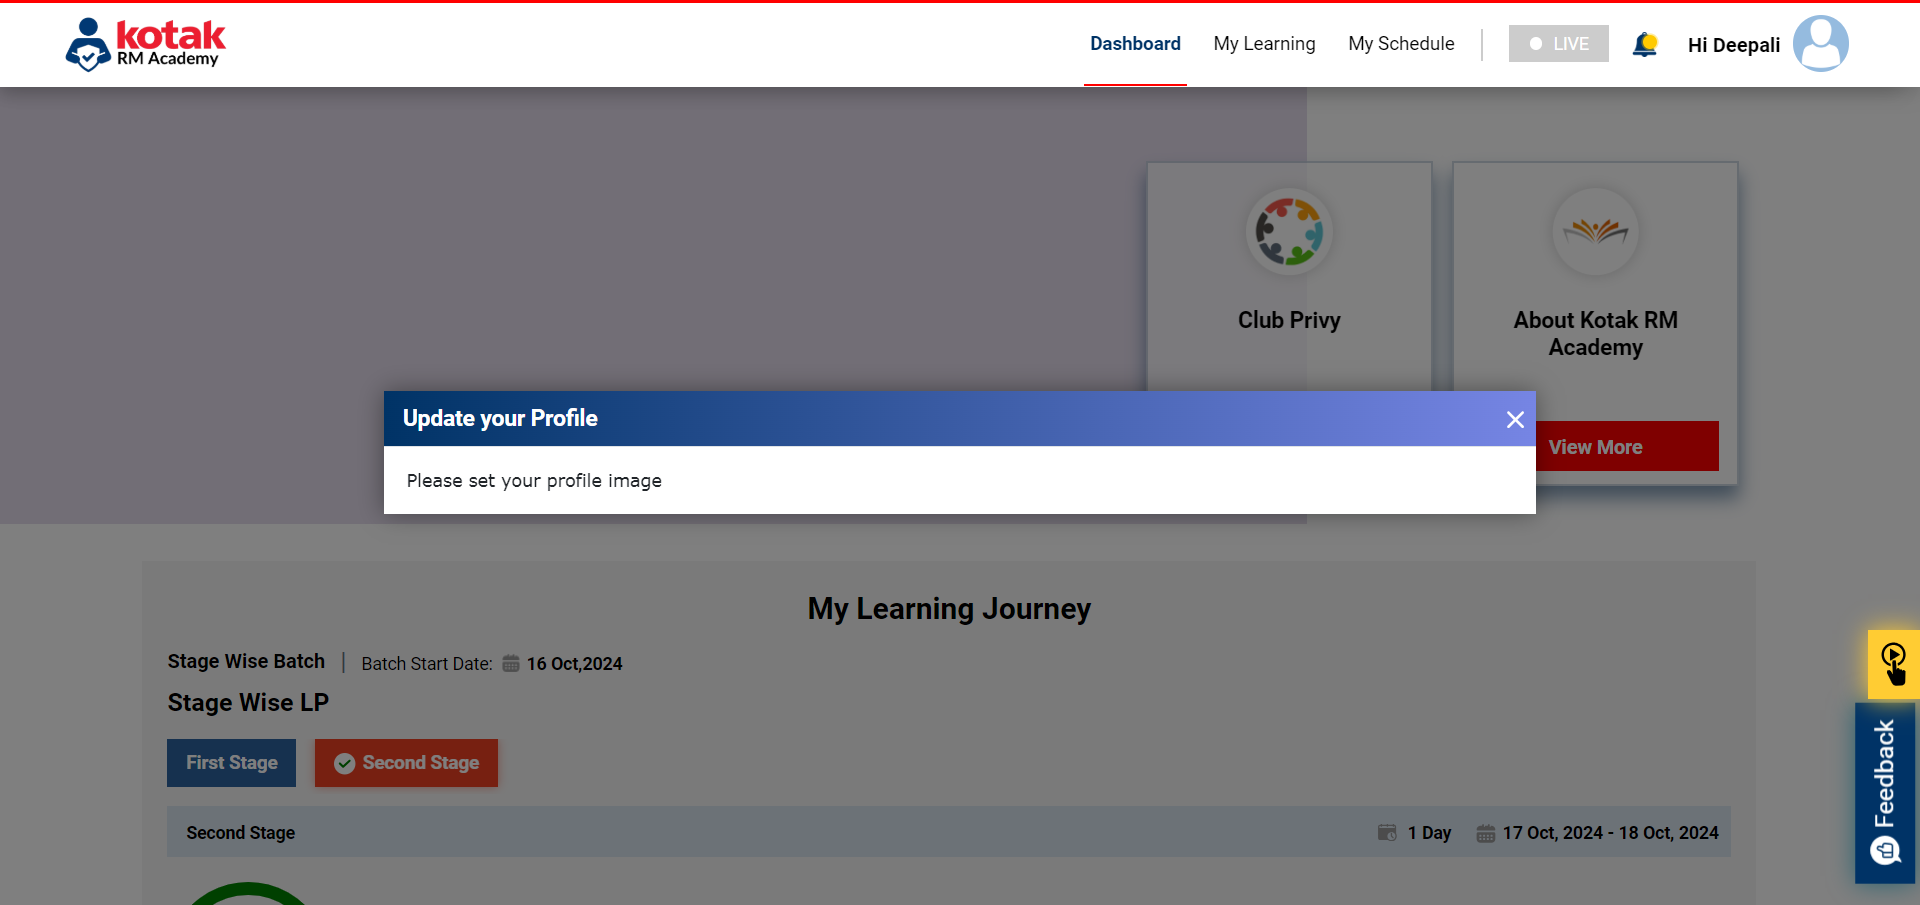 kotak
RM Academy
Dashboard
My Learning
My Schedule
LIVE
Hi Deepali
Club Privy
About Kotak RM
Academy
View More
Update your Profile
Please set your profile image
My Learning Journey
Stage Wise Batch
Batch Start Date:
16 Oct,2024
Stage Wise LP
First Stage
Second Stage
Second Stage
1 Day
17 Oct, 2024 - 18 Oct, 2024
Feedback